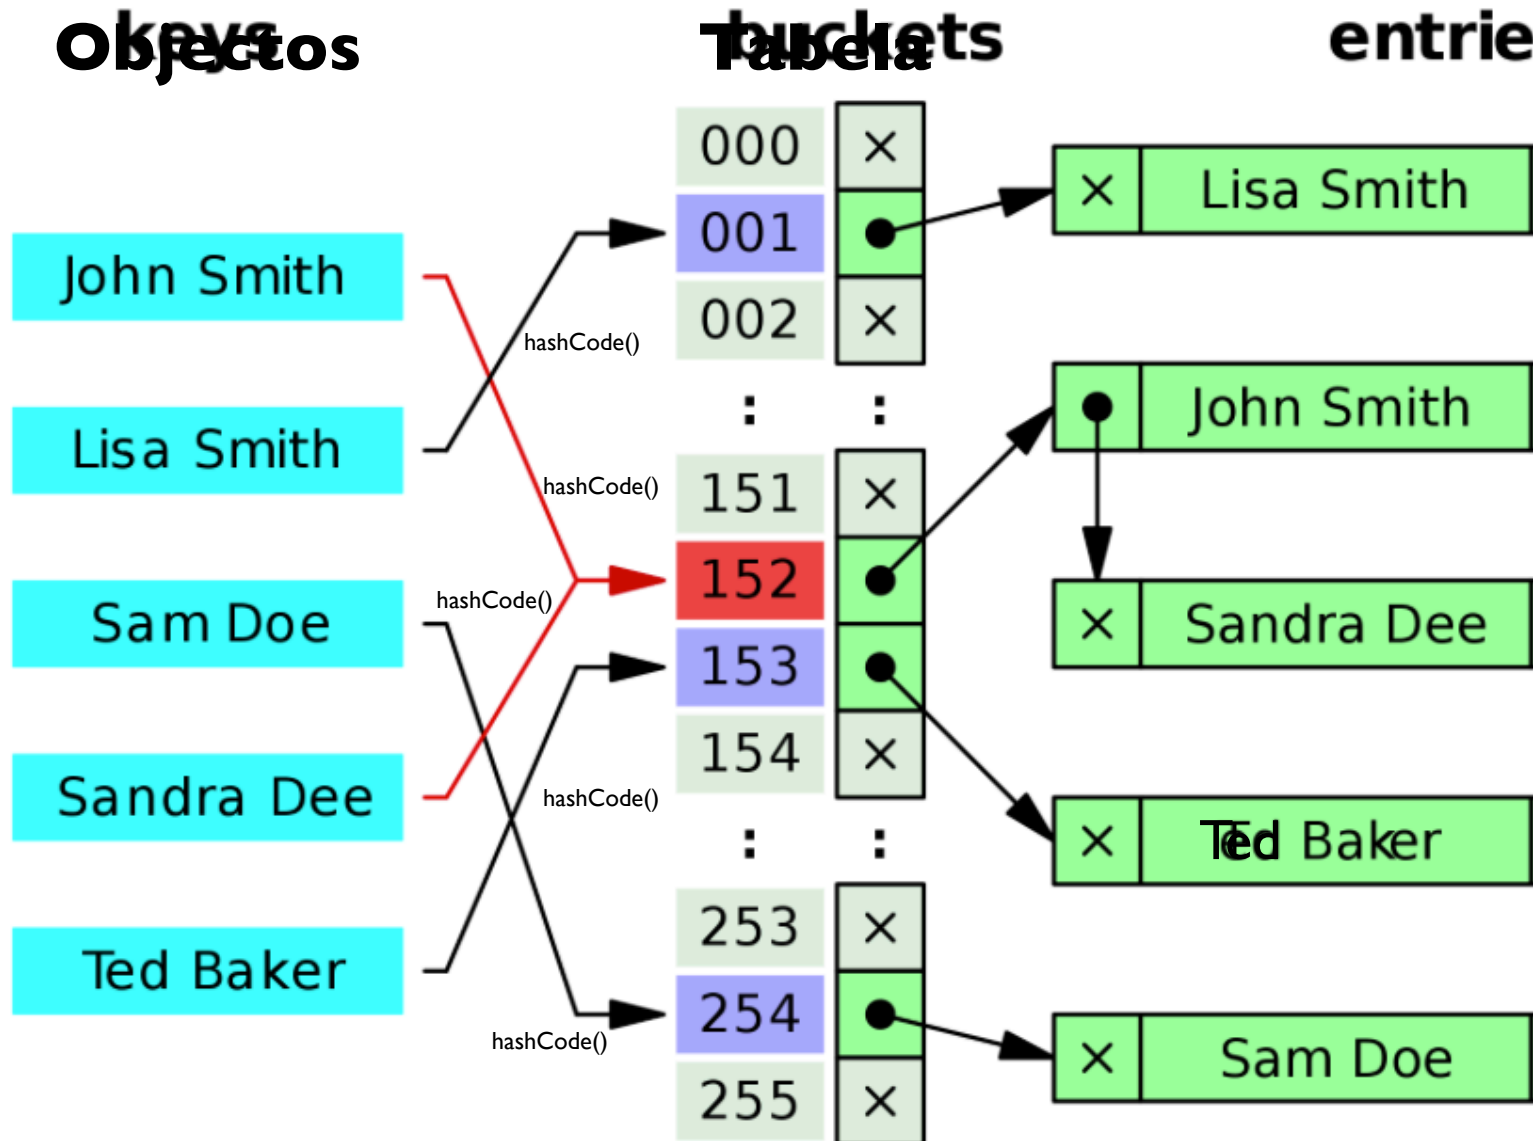 keys
Objectos
buckets
Tabela
entrie
John Smith
Lisa Smith
Sam Doe
Sandra Dee
Ted Baker
hashCode()
hashCode()
hashCode()
hashCode()
hashCode()
000
001
002
:
:
151
152
153
154
:
:
253
254
255
Lisa Smith
John Smith
Sandra Dee
Ted Baker
Sam Doe